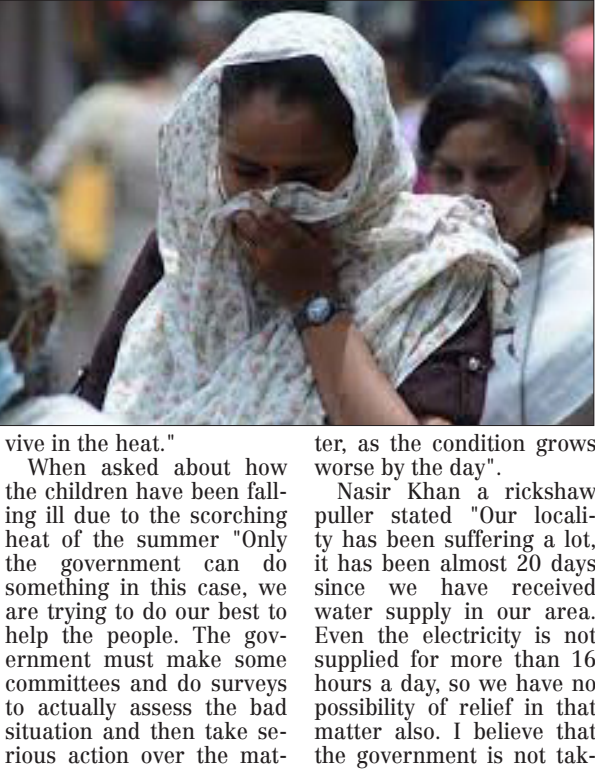 vive in the heat."
When asked about how
the children have been fall-
ing ill due to the scorching
heat of the summer "Only
the government can do
something in this case, we
are trying to do our best to
help the people. The gov-
ernment must make some
committees and do surveys
to actually assess the bad
situation and then take se-
rious action over the mat-
ter, as the condition grows
worse by the day".
Nasir Khan a rickshaw
puller stated "Our locali-
ty has been suffering a lot,
it has been almost 20 days
since we have received
water supply in our area.
Even the electricity is not
supplied for more than 16
hours a day, so we have no
possibility of relief in that
matter also. I believe that
the government is not tak-